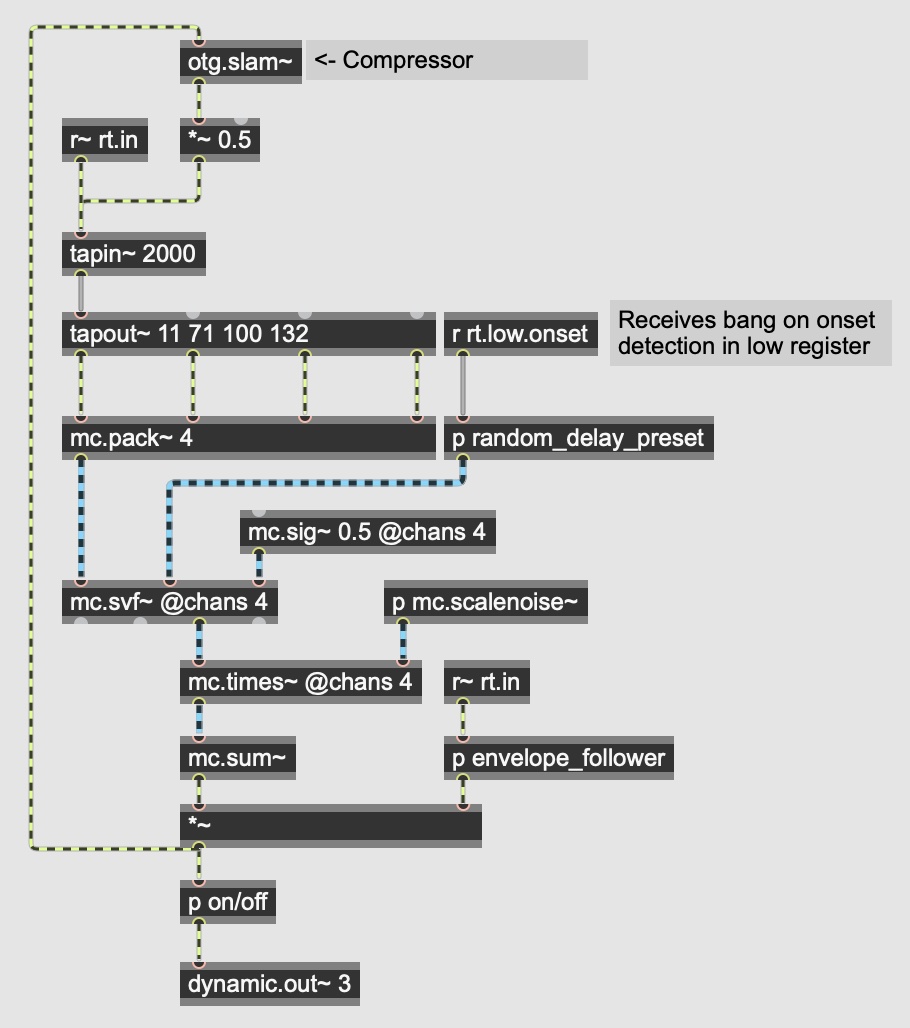 otg.slam~
<- Compressor
r~ rt.in
*~ 0.5
tapin~ 2000
tapout~ 11 71 100 132
r rt.low.onset
Receives bang on onset
detection in low register
mc.pack~ 4
p random_delay_preset
mc.sig~ 0.5 @chans 4
mc.svf~ @chans 4
p mc.scalenoise~
mc.times~ @chans 4
r~ rt.in
mc.sum~
p envelope_follower
*~
p on/off
dynamic.out~ 3